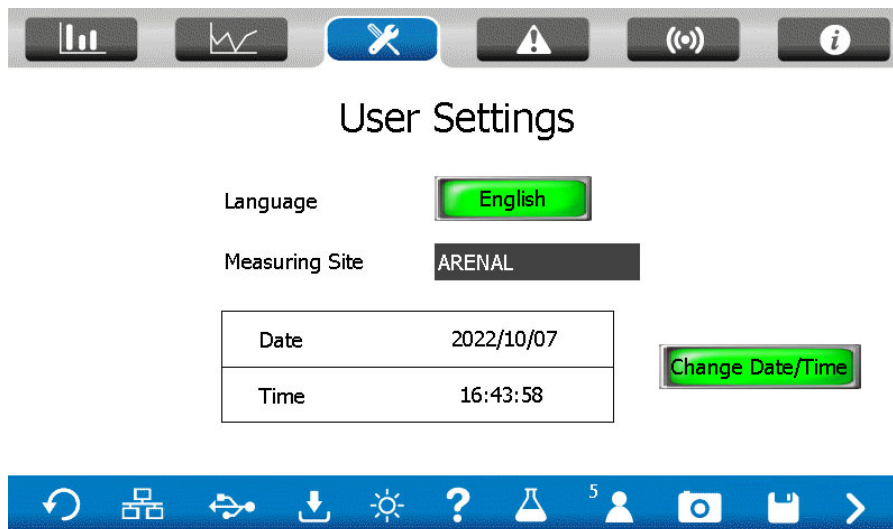 User Settings
Language
English
Measuring Site
ARENAL
Date
2022/10/07
Change Date/Time
Time
16:43:58
5